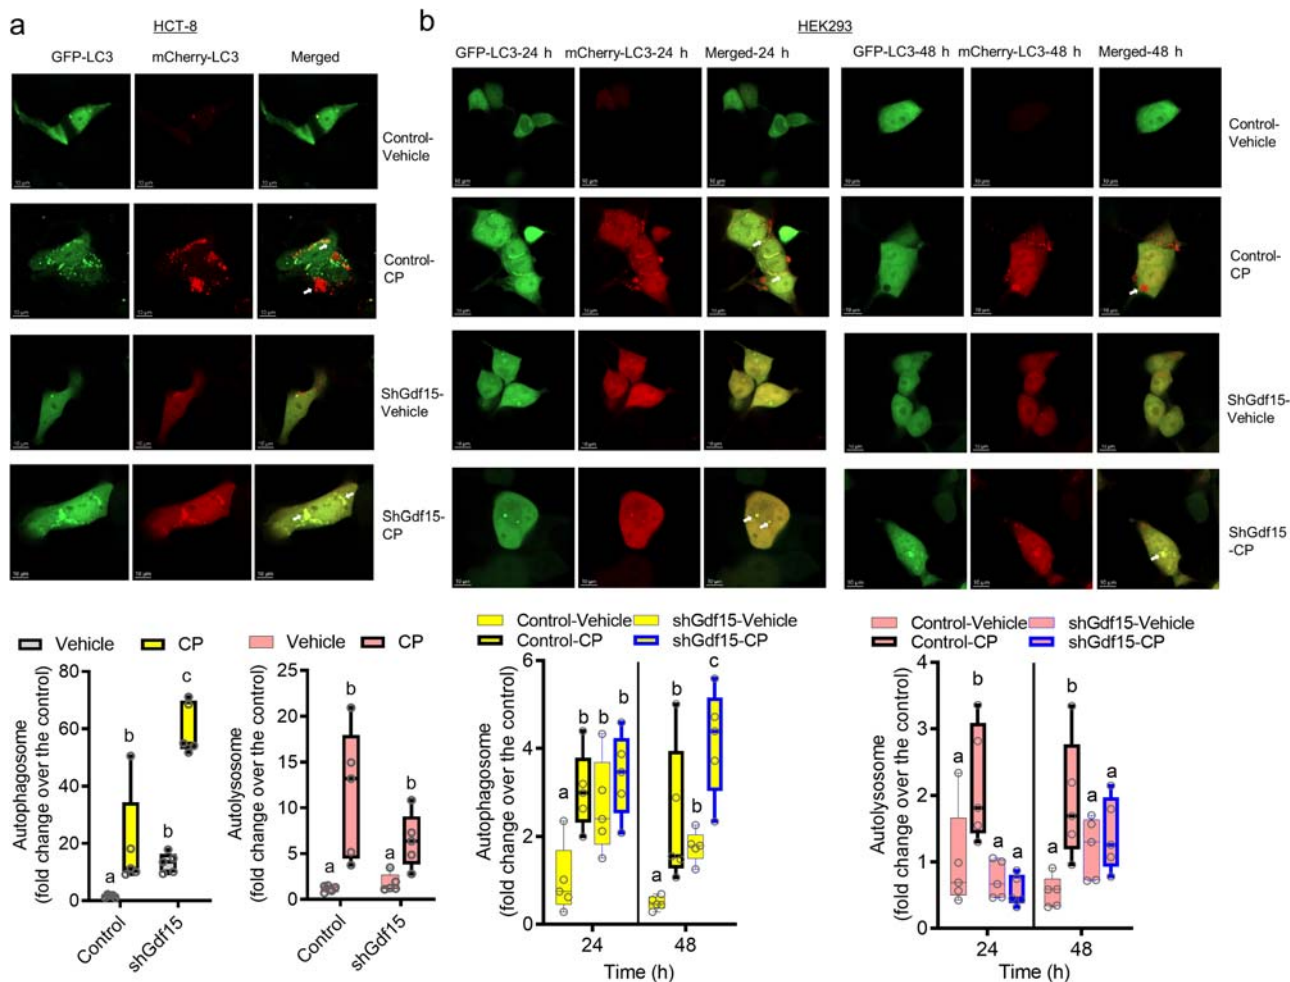 a
HCT-8
GFP-LC3 mCherry-LC3 Merged
Control-
Vehicle
Control-
CP
ShGdf15-
Vehicle
ShGdf15-
CP
b
HEK293
GFP-LC3-24 h mCherry-LC3-24 h Merged-24 h GFP-LC3-48 h mCherry-LC3-48 h Merged-48 h
Control-
Vehicle
Control-
CP
ShGdf15-
Vehicle
ShGdf15
-CP
Vehicle CP
Autophagosome
(fold change over the control)
80
60
40
20
0
a
b
b
c
Control
shGdf15
Vehicle CP
Autolysosome
(fold change over the control)
25
20
15
10
5
0
a
b
a
b
Control
shGdf15
Control-Vehicle shGdf15-Vehicle
Control-CP shGdf15-CP
Autophagosome
(fold change over the control)
6
4
2
0
a
b
b
b
a
b
b
c
24 48
Time (h)
Control-Vehicle shGdf15-Vehicle
Control-CP shGdf15-CP
Autolysosome
(fold change over the control)
4
3
2
1
0
a
b
a
a
a
b
a
a
24 48
Time (h)